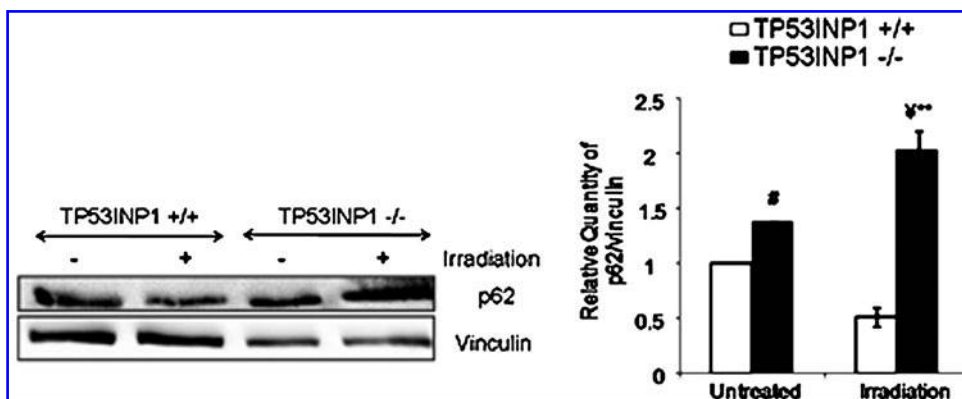 TP53INP1 +/+ TP53INP1 -/-
- + - + Irradiation
p62
Vinculin
TP53INP1 +/+
TP53INP1 -/-
Relative Quantity of
p62/vinculin
2.5
2
1.5
1
0.5
0
#
¥**
Untreated Irradiation